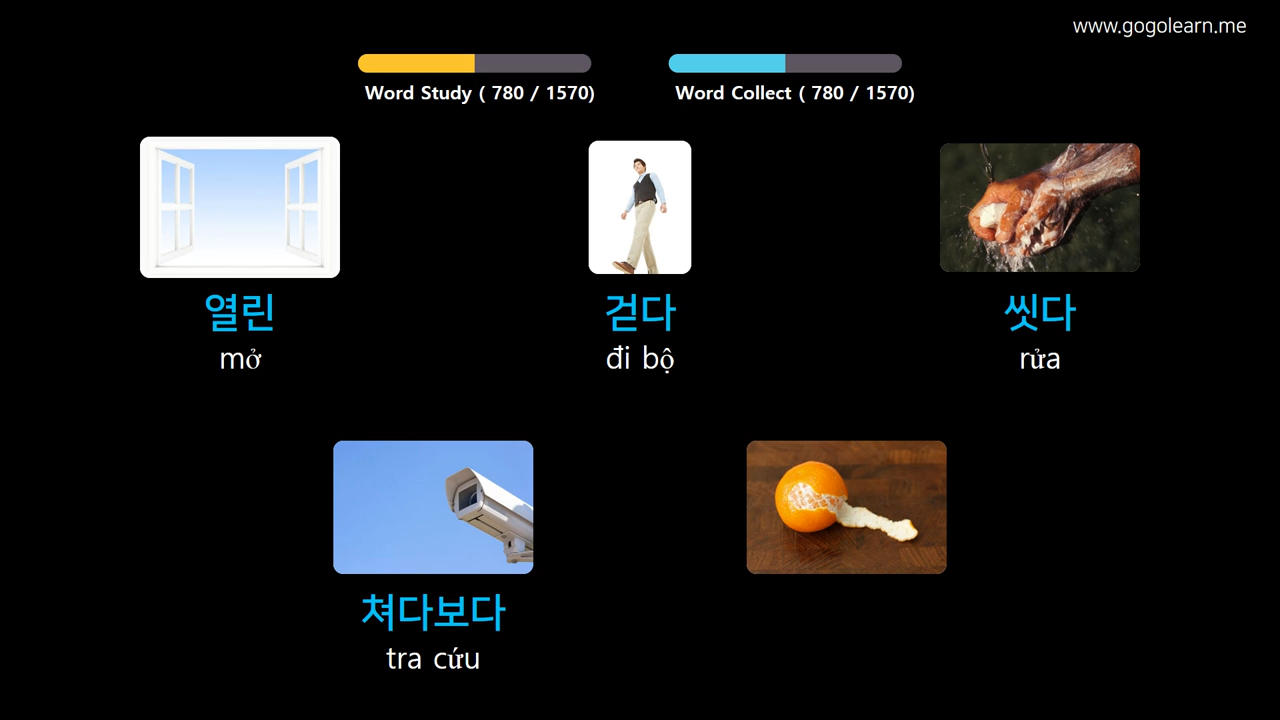 www.gogolearn.me
Word Study ( 780 / 1570)
Word Collect ( 780 / 1570)
열린
mở
걷다
đi bộ
씻다
rửa
쳐다보다
tra cứu